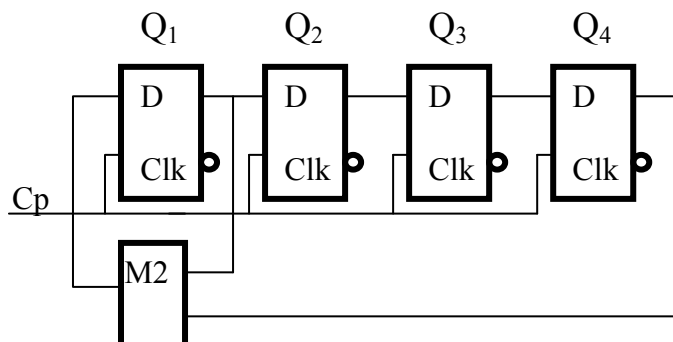 Q₁ Q₂ Q₃ Q₄
D D D D
Clk Clk Clk Clk
Cp
M2